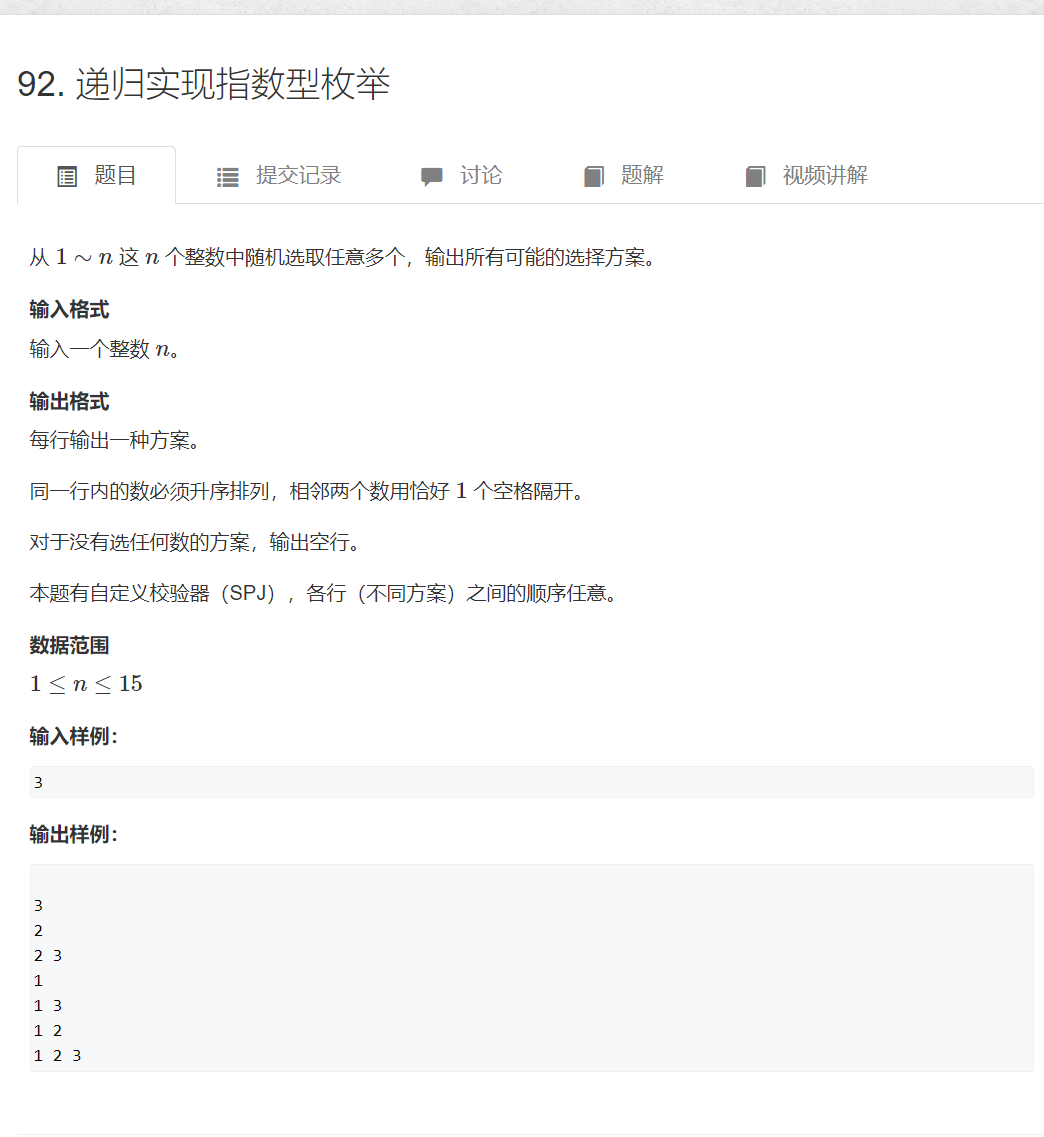 92. 递归实现指数型枚举
题目 提交记录 讨论 题解 视频讲解
从 1 ∼ n 这 n 个整数中随机选取任意多个，输出所有可能的选择方案。
输入格式
输入一个整数 n。
输出格式
每行输出一种方案。
同一行内的数必须升序排列，相邻两个数用恰好 1 个空格隔开。
对于没有选任何数的方案，输出空行。
本题有自定义校验器（SPJ），各行（不同方案）之间的顺序任意。
数据范围
1 ≤ n ≤ 15
输入样例：
3
输出样例：
3
2
2 3
1
1 3
1 2
1 2 3